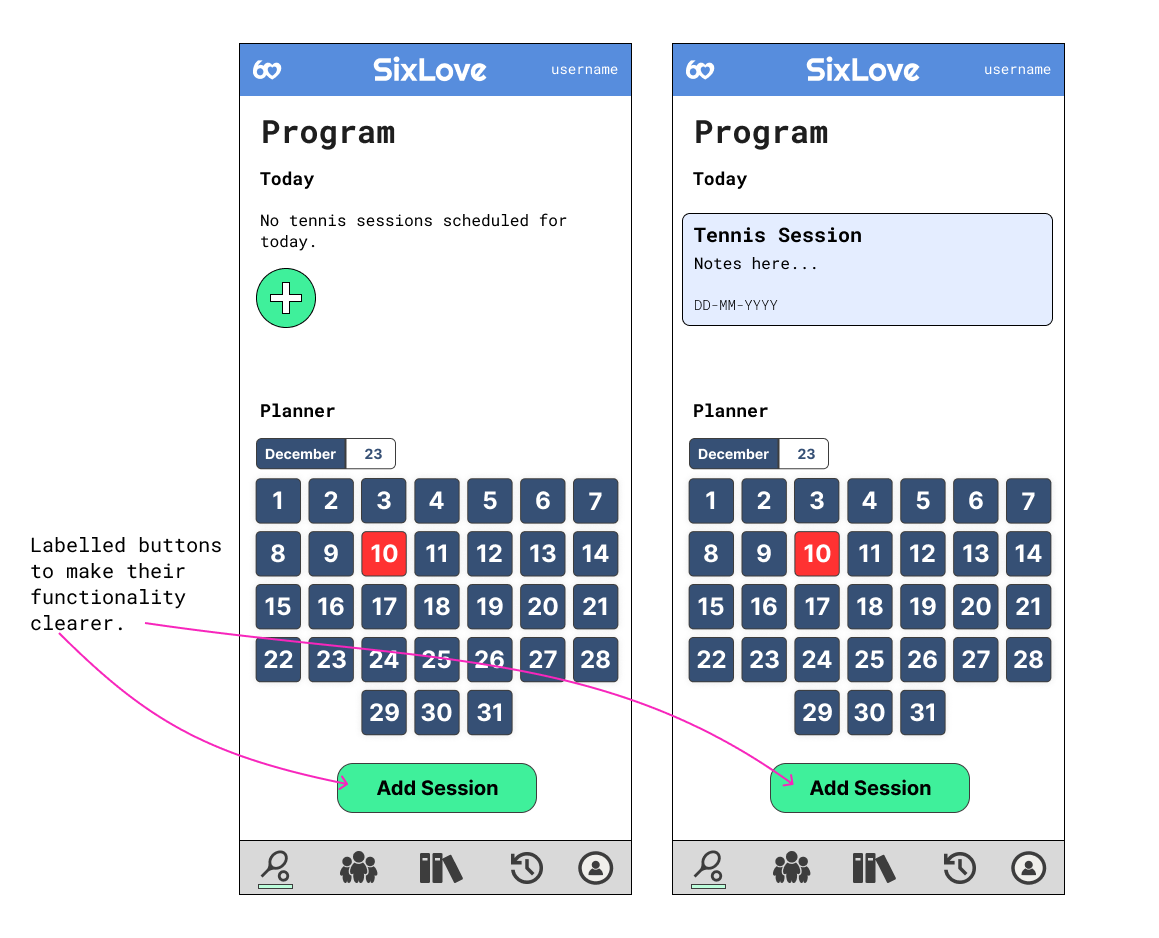 SixLove
username
Program
Today
No tennis sessions scheduled for
today.
Planner
December 23
1 2 3 4 5 6 7
8 9 10 11 12 13 14
15 16 17 18 19 20 21
22 23 24 25 26 27 28
29 30 31
Add Session
SixLove
username
Program
Today
Tennis Session
Notes here...
DD-MM-YYYY
Planner
December 23
1 2 3 4 5 6 7
8 9 10 11 12 13 14
15 16 17 18 19 20 21
22 23 24 25 26 27 28
29 30 31
Add Session
Labelled buttons
to make their
functionality
clearer.